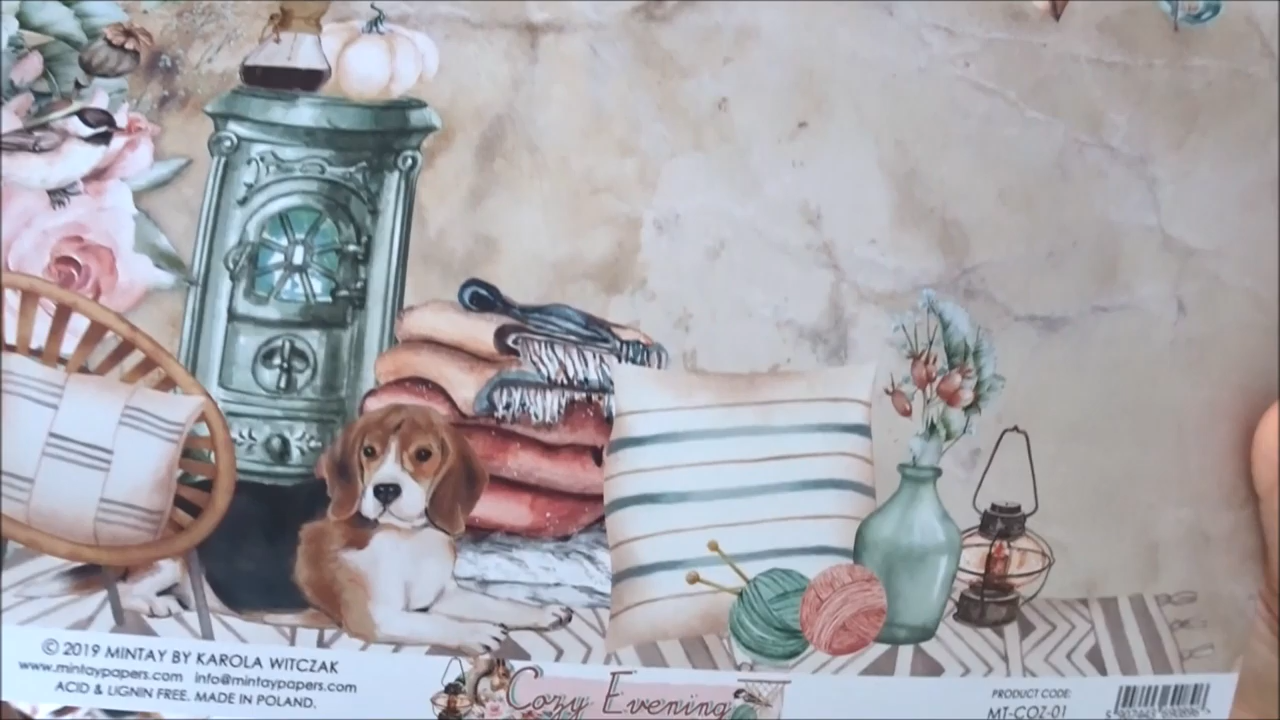 © 2019 MINTAY BY KAROLA WITCZAK
www.mintaypapers.com info@mintaypapers.com
ACID & LIGNIN FREE. MADE IN POLAND.
Cozy Evening
PRODUCT CODE:
MT-COZ-01